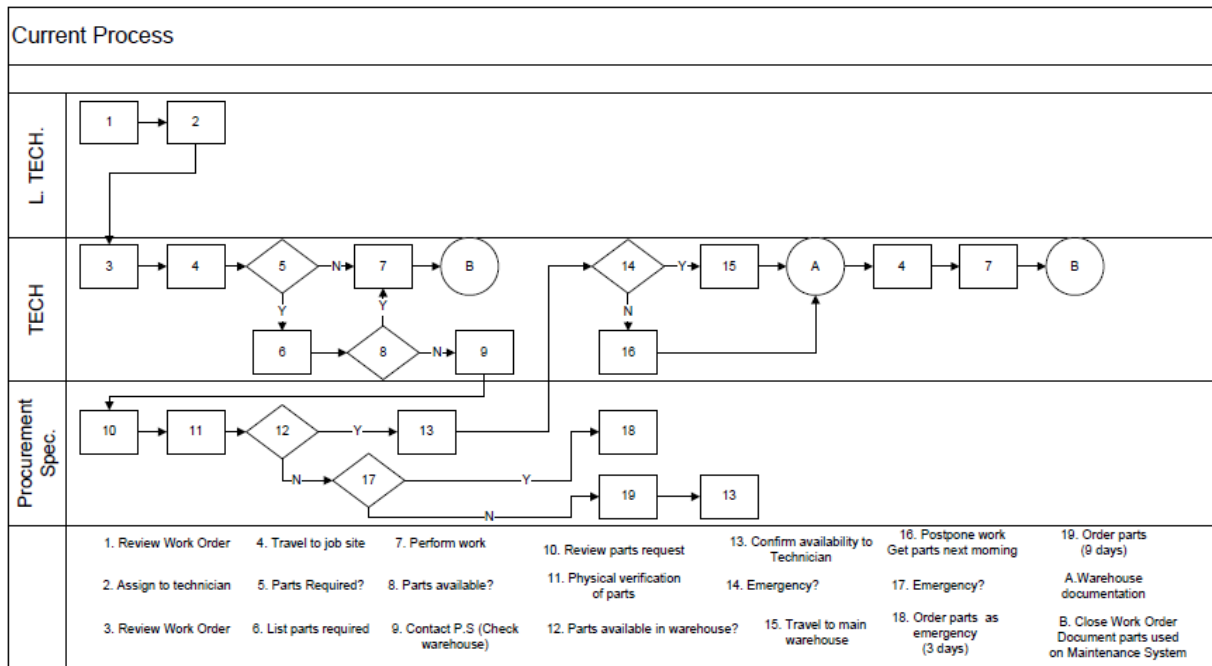 Current Process
L. TECH.
1
2
TECH
3
4
5
N
7
B
14
Y
15
A
4
7
B
Y
Y
N
6
8
N
9
16
Procurement
Spec.
10
11
12
Y
13
18
N
17
Y
N
19
13
1. Review Work Order
4. Travel to job site
7. Perform work
10. Review parts request
13. Confirm availability to
Technician
16. Postpone work
Get parts next morning
19. Order parts
(9 days)
2. Assign to technician
5. Parts Required?
8. Parts available?
11. Physical verification
of parts
14. Emergency?
17. Emergency?
A.Warehouse
documentation
3. Review Work Order
6. List parts required
9. Contact P.S (Check
warehouse)
12. Parts available in warehouse?
15. Travel to main
warehouse
18. Order parts as
emergency
(3 days)
B. Close Work Order
Document parts used
on Maintenance System